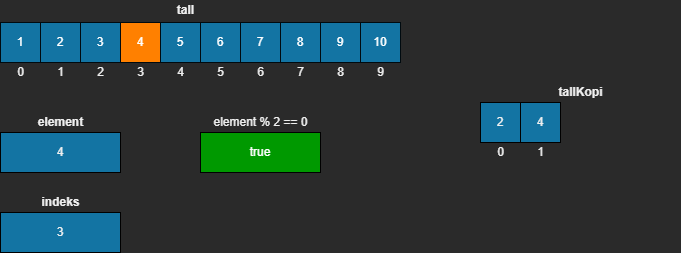 tall
1 2 3 4 5 6 7 8 9 10
0 1 2 3 4 5 6 7 8 9
tallKopi
2 4
0 1
element
4
element % 2 == 0
true
indeks
3